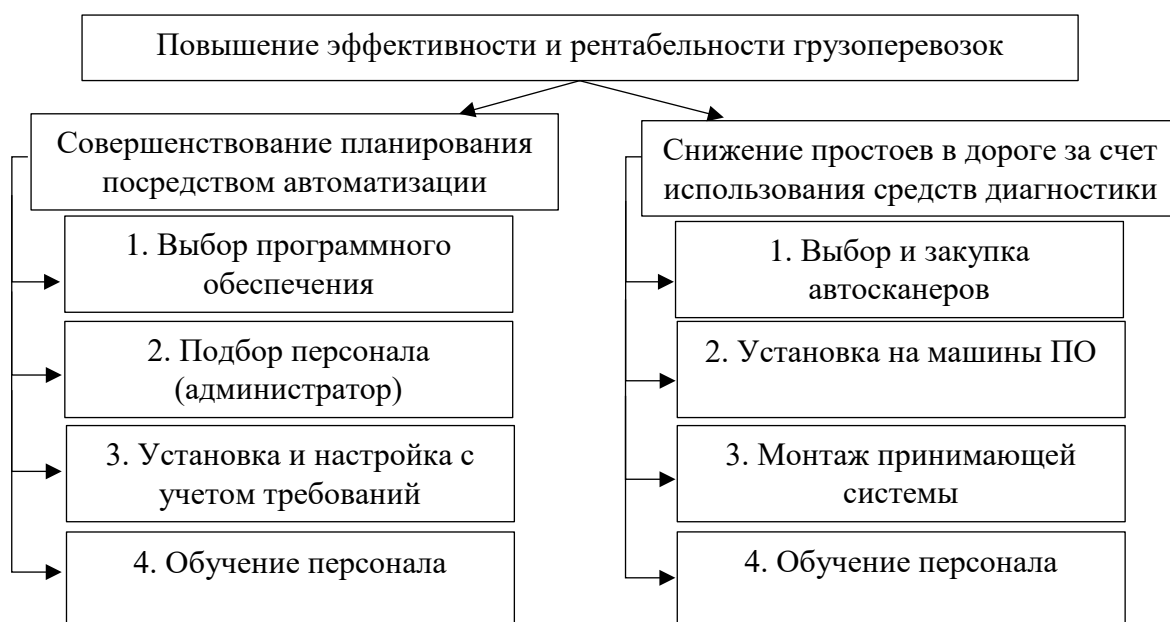 Повышение эффективности и рентабельности грузоперевозок
Совершенствование планирования
посредством автоматизации
1. Выбор программного
обеспечения
2. Подбор персонала
(администратор)
3. Установка и настройка с
учетом требований
4. Обучение персонала
Снижение простоев в дороге за счет
использования средств диагностики
1. Выбор и закупка
автосканеров
2. Установка на машины ПО
3. Монтаж принимающей
системы
4. Обучение персонала